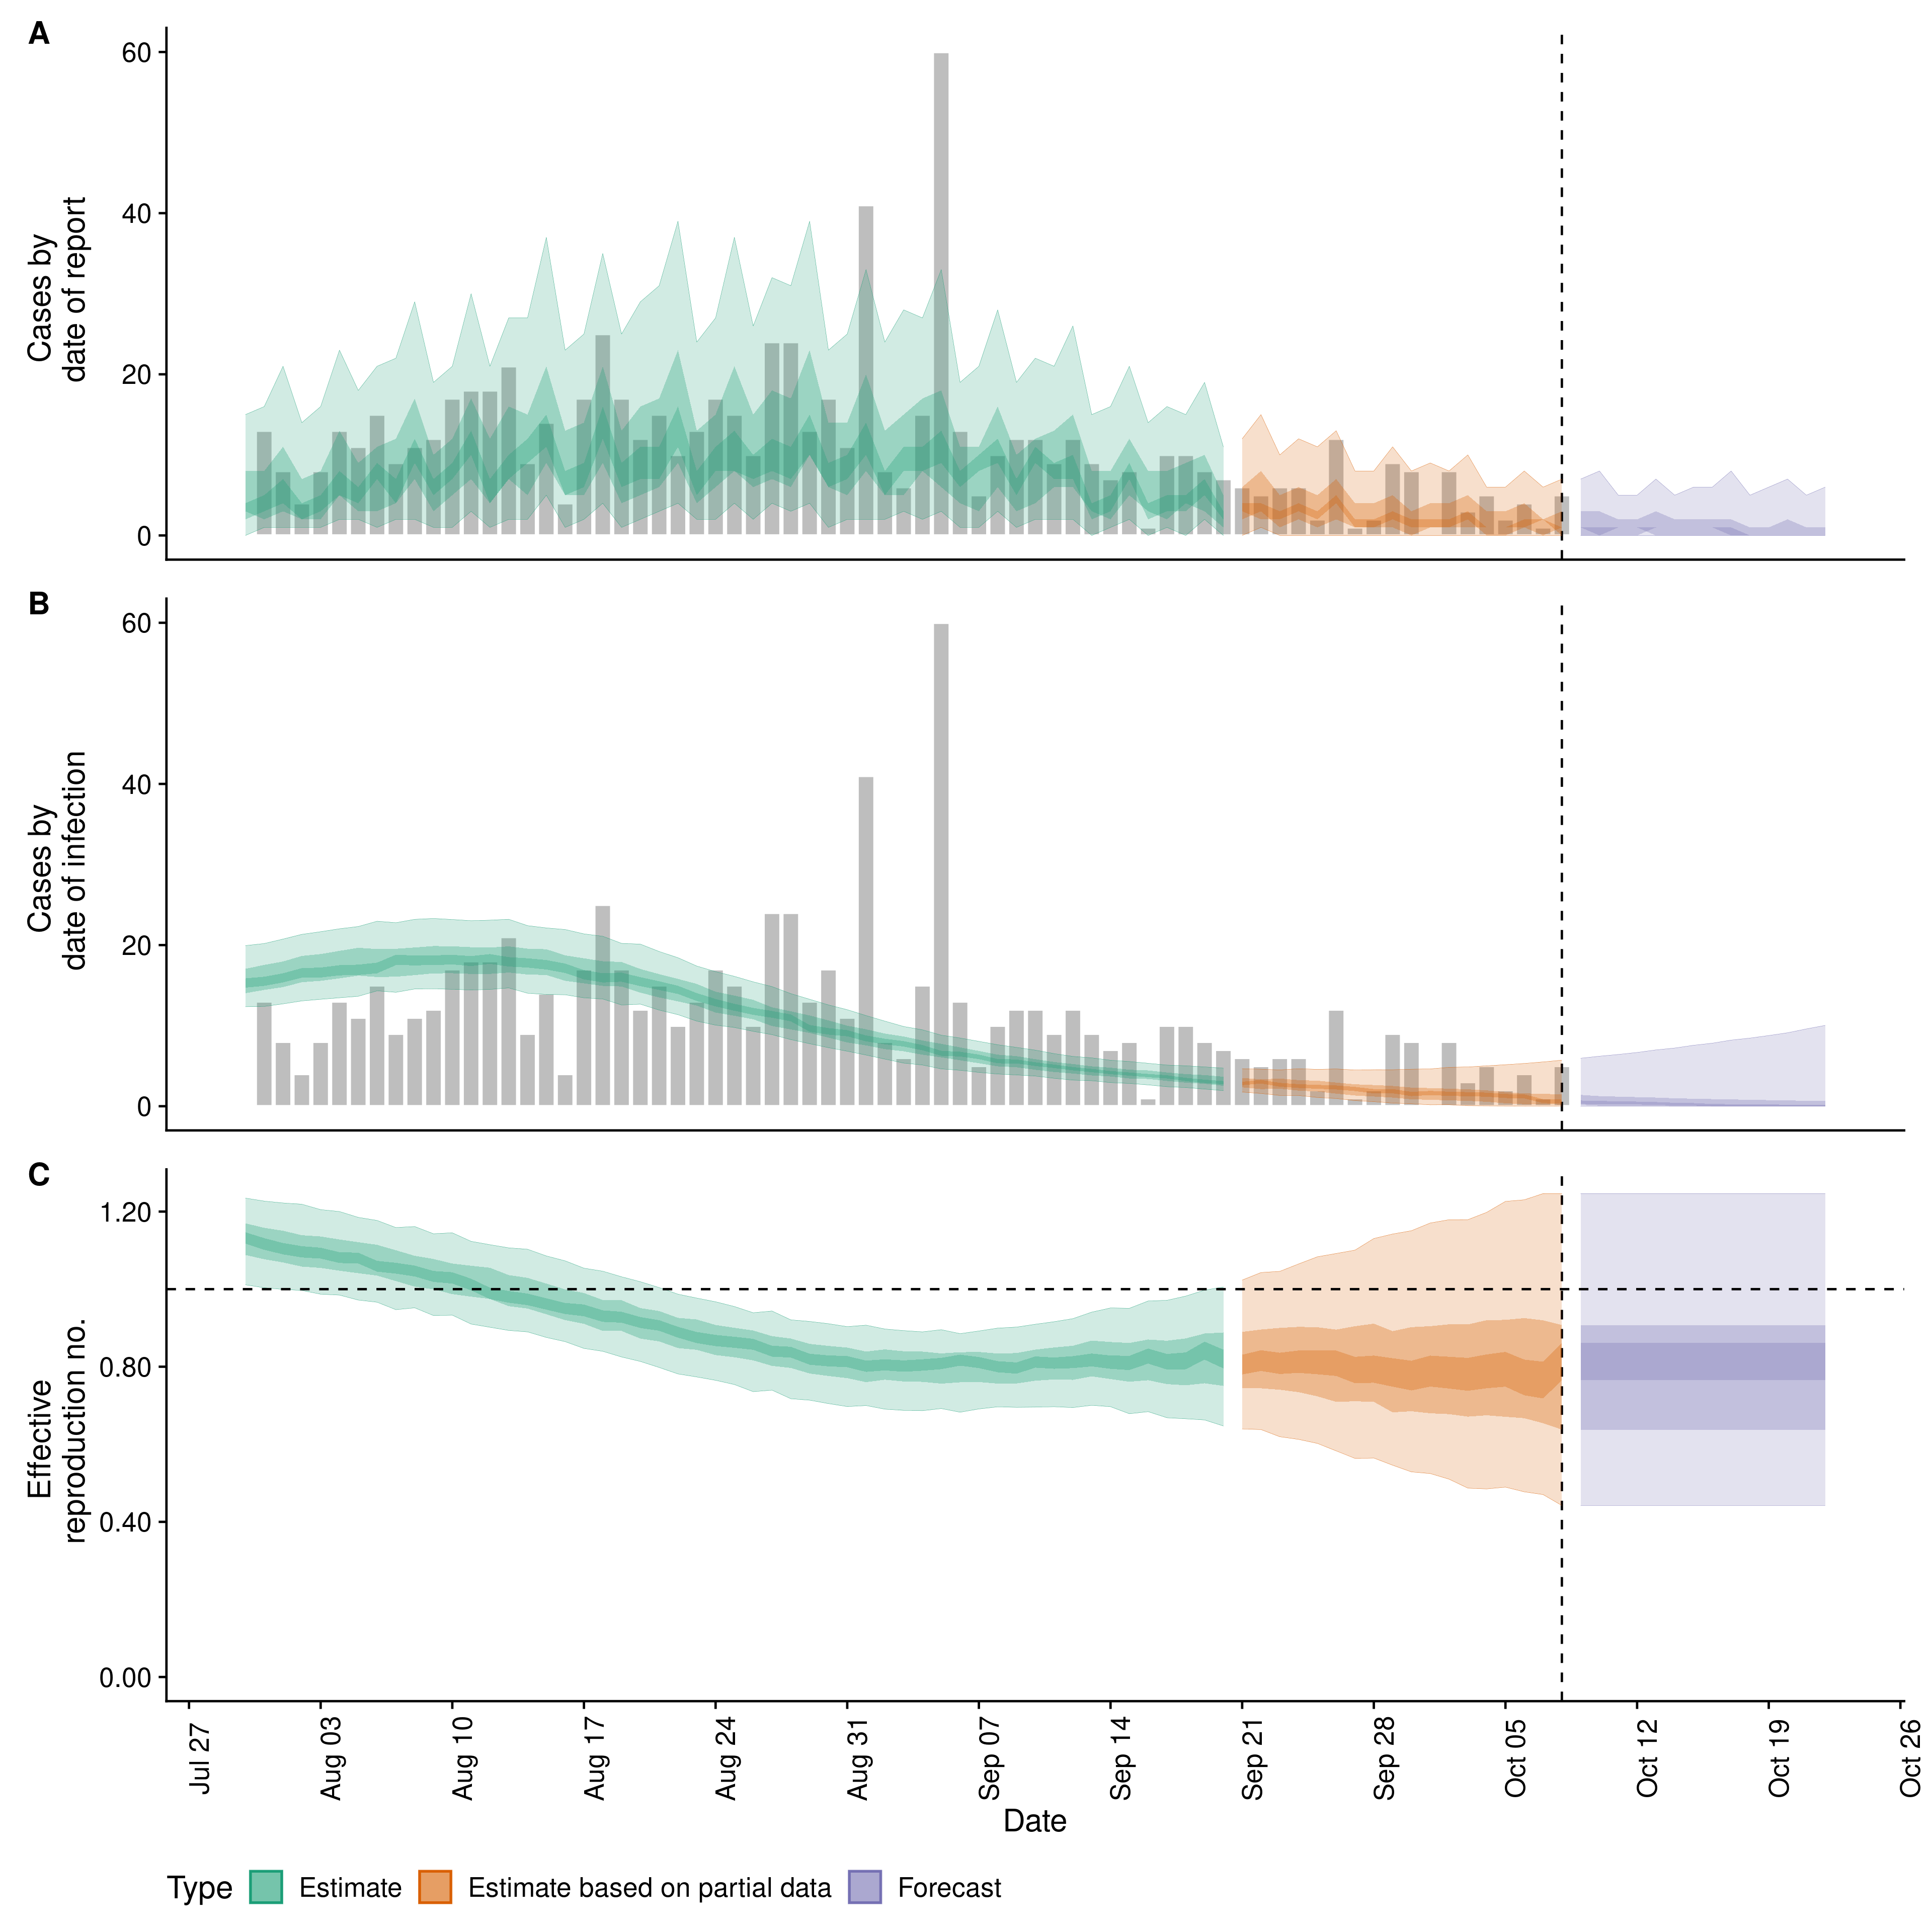 A
Cases by
date of report
60
40
20
0
B
Cases by
date of infection
60
40
20
0
C
Effective
reproduction no.
1.20
0.80
0.40
0.00
Jul 27
Aug 03
Aug 10
Aug 17
Aug 24
Aug 31
Sep 07
Sep 14
Sep 21
Sep 28
Oct 05
Oct 12
Oct 19
Oct 26
Date
Type Estimate Estimate based on partial data Forecast